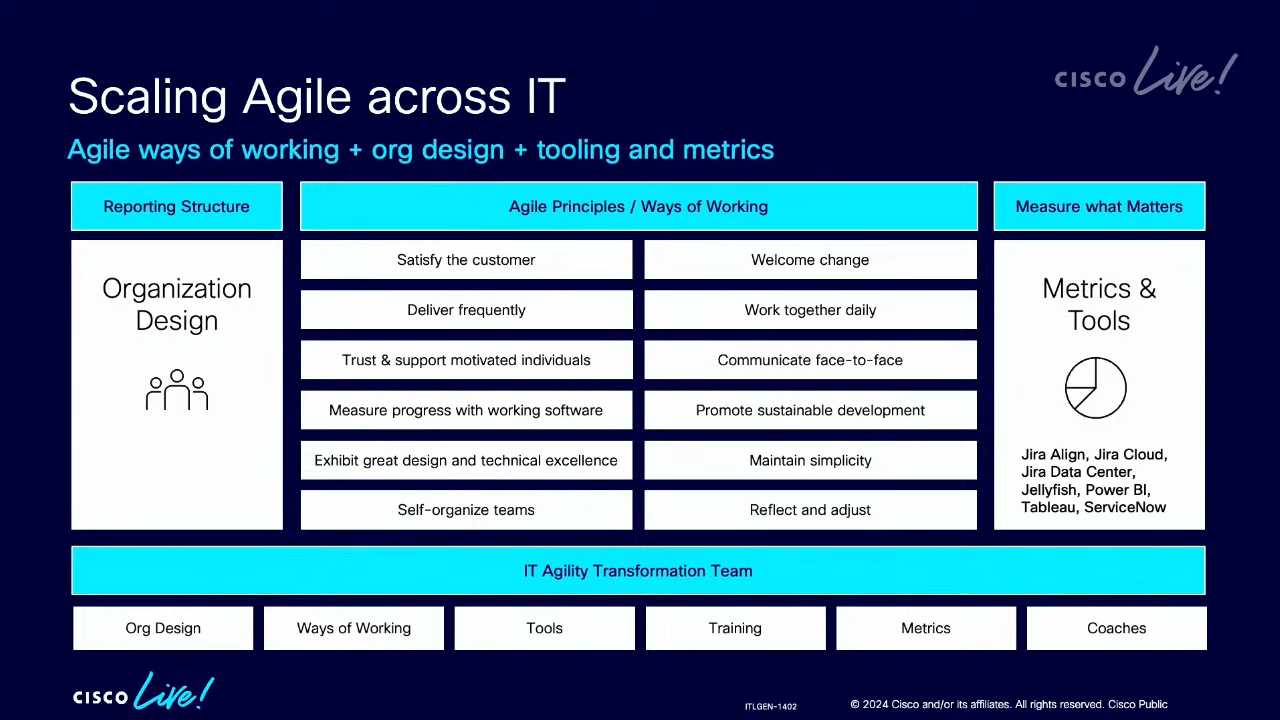 Scaling Agile across IT
CISCO Live!
Agile ways of working + org design + tooling and metrics
Reporting Structure
Agile Principles / Ways of Working
Measure what Matters
Organization
Design
Satisfy the customer
Welcome change
Deliver frequently
Work together daily
Trust & support motivated individuals
Communicate face-to-face
Measure progress with working software
Promote sustainable development
Exhibit great design and technical excellence
Maintain simplicity
Self-organize teams
Reflect and adjust
Metrics &
Tools
Jira Align, Jira Cloud,
Jira Data Center,
Jellyfish, Power BI,
Tableau, ServiceNow
IT Agility Transformation Team
Org Design
Ways of Working
Tools
Training
Metrics
Coaches
CISCO Live!
ITLGEN-1402
© 2024 Cisco and/or its affiliates. All rights reserved. Cisco Public